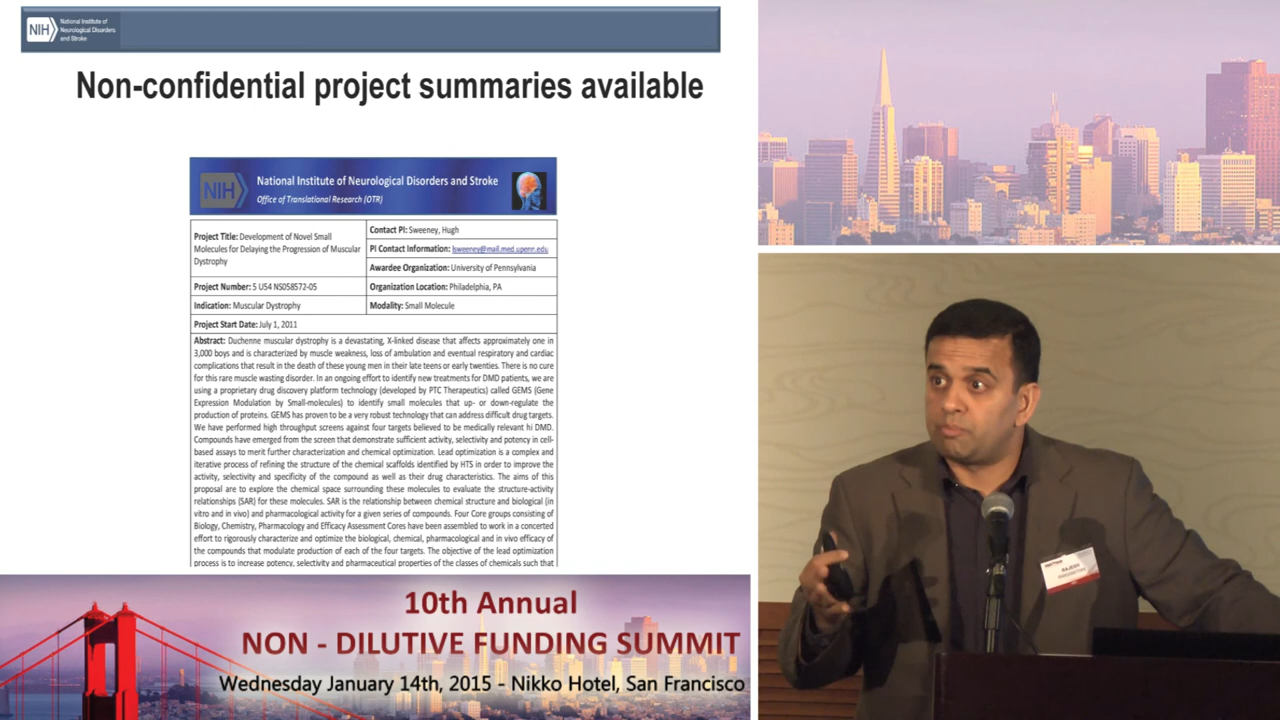 NIH
National Institute of
Neurological Disorders
and Stroke
Non-confidential project summaries available
NIH
National Institute of Neurological Disorders and Stroke
Office of Translational Research (OTR)
Project Title: Development of Novel Small
Molecules for Delaying the Progression of Muscular
Dystrophy
Contact PI: Sweeney, Hugh
PI Contact Information: lsweeney@mail.med.upenn.edu
Awardee Organization: University of Pennsylvania
Project Number: 5 U54 NS058572-05
Organization Location: Philadelphia, PA
Indication: Muscular Dystrophy
Modality: Small Molecule
Project Start Date: July 1, 2011
Abstract: Duchenne muscular dystrophy is a devastating, X-linked disease that affects approximately one in
3,000 boys and is characterized by muscle weakness, loss of ambulation and eventual respiratory and cardiac
complications that result in the death of these young men in their late teens or early twenties. There is no cure
for this rare muscle wasting disorder. In an ongoing effort to identify new treatments for DMD patients, we are
using a proprietary drug discovery platform technology (developed by PTC Therapeutics) called GEMS (Gene
Expression Modulation by Small-molecules) to identify small molecules that up- or down-regulate the
production of proteins. GEMS has proven to be a very robust technology that can address difficult drug targets.
We have performed high throughput screens against four targets believed to be medically relevant hi DMD.
Compounds have emerged from the screen that demonstrate sufficient activity, selectivity and potency in cell-
based assays to merit further characterization and chemical optimization. Lead optimization is a complex and
iterative process of refining the structure of the chemical scaffolds identified by HTS in order to improve the
activity, selectivity and specificity of the compound as well as their drug characteristics. The aims of this
proposal are to explore the chemical space surrounding these molecules to evaluate the structure-activity
relationships (SAR) for these molecules. SAR is the relationship between chemical structure and biological (in
vitro and in vivo) and pharmacological activity for a given series of compounds. Four Core groups consisting of
Biology, Chemistry, Pharmacology and Efficacy Assessment Cores have been assembled to work in a concerted
effort to rigorously characterize and optimize the biological, chemical, pharmacological and in vivo efficacy of
the compounds that modulate production of each of the four targets. The objective of the lead optimization
process is to increase potency, selectivity and pharmaceutical properties of the classes of chemicals such that
10th Annual
NON - DILUTIVE FUNDING SUMMIT
Wednesday January 14th, 2015 - Nikko Hotel, San Francisco
RAJESH